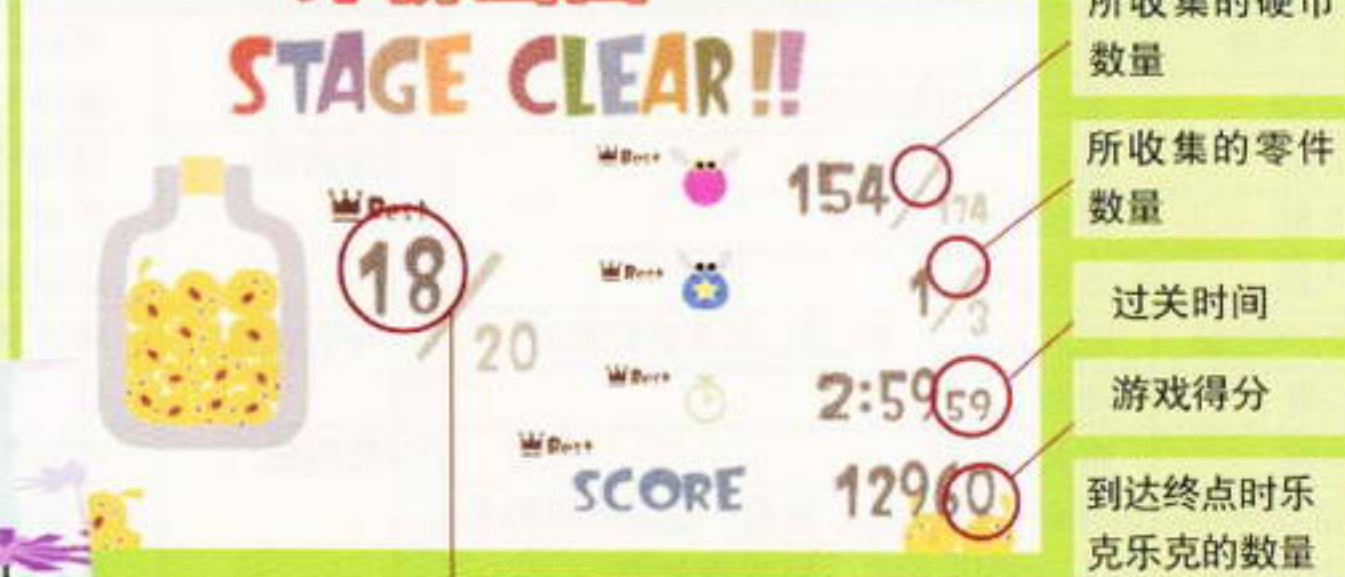 STAGE CLEAR!!
Best
154/174
Best
18/20
Best
1/3
Best
2:5959
Best
SCORE 12960
所收集的硬币
数量
所收集的零件
数量
过关时间
游戏得分
到达终点时乐
克乐克的数量